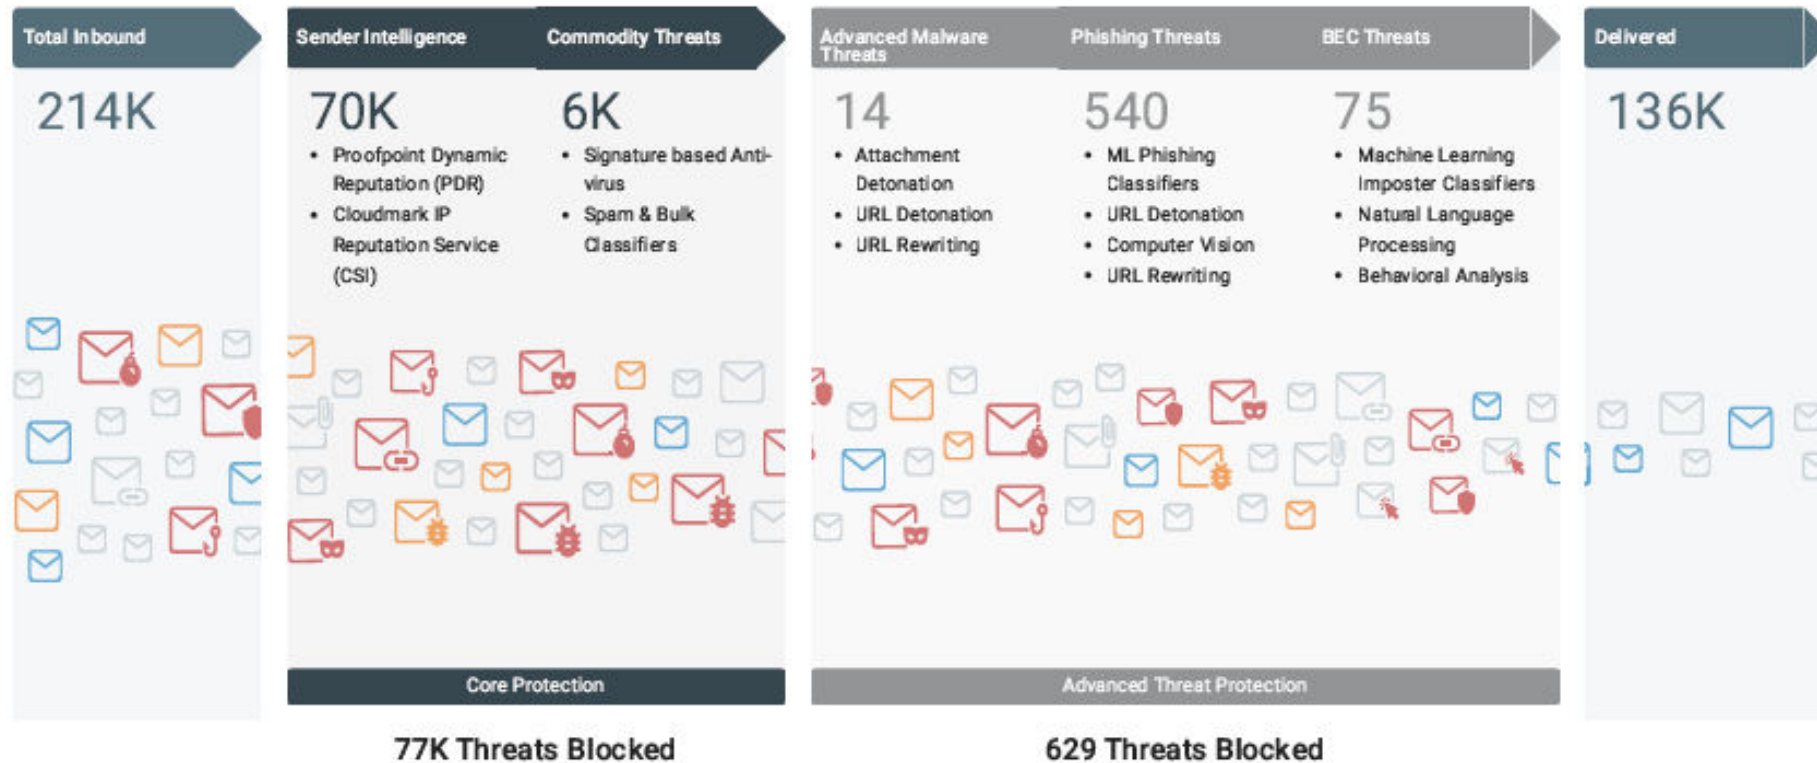 Total Inbound
214K
Sender Intelligence
70K
• Proofpoint Dynamic
Reputation (PDR)
• Cloudmark IP
Reputation Service
(CSI)
Commodity Threats
6K
• Signature based Anti-
virus
• Spam & Bulk
Classifiers
Core Protection
77K Threats Blocked
Advanced Malware
Threats
14
• Attachment
Detonation
• URL Detonation
• URL Rewriting
Phishing Threats
540
• ML Phishing
Classifiers
• URL Detonation
• Computer Vision
• URL Rewriting
BEC Threats
75
• Machine Learning
Imposter Classifiers
• Natural Language
Processing
• Behavioral Analysis
Advanced Threat Protection
629 Threats Blocked
Delivered
136K